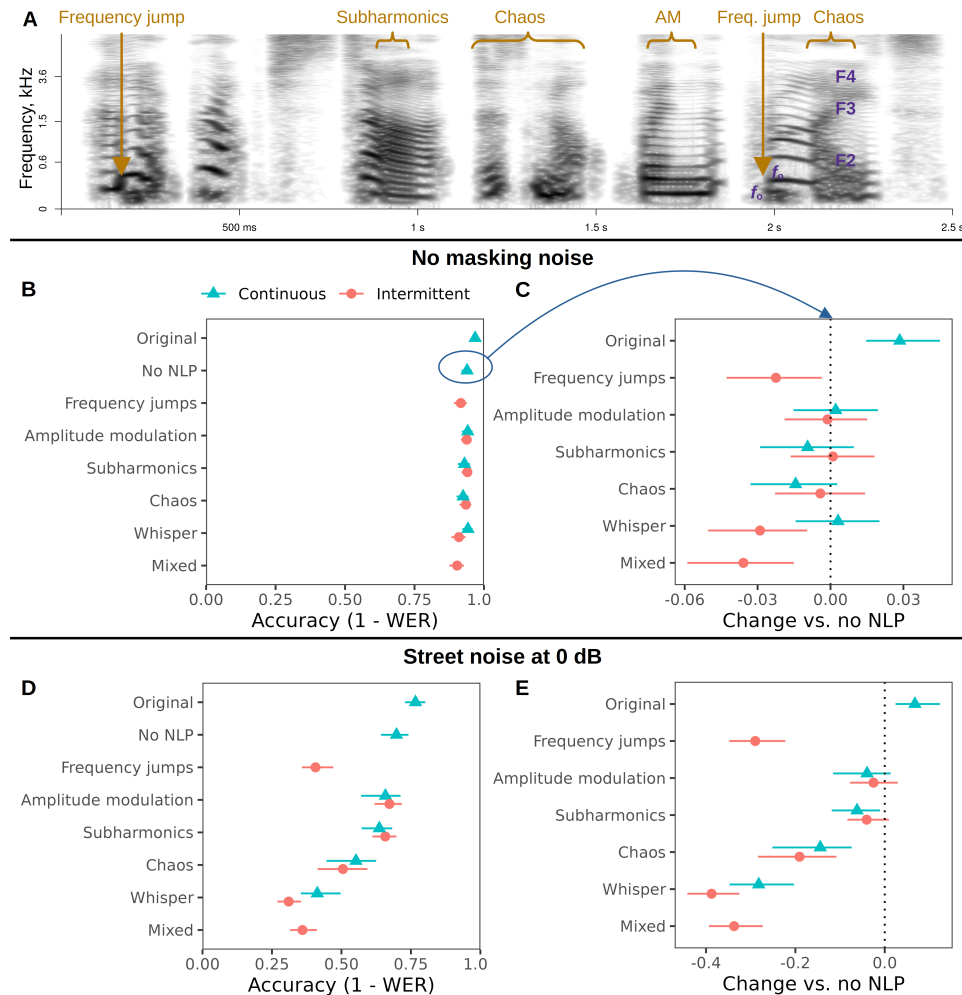 A
Frequency jump
Subharmonics
Chaos
AM
Freq. jump
Chaos
Frequency, kHz
3.6
1.5
0.6
0
F4
F3
F2
fo
fo
500 ms
1 s
1.5 s
2 s
2.5 s
No masking noise
B
Continuous
Intermittent
Original
No NLP
Frequency jumps
Amplitude modulation
Subharmonics
Chaos
Whisper
Mixed
0.00
0.25
0.50
0.75
1.0
Accuracy (1 - WER)
C
Original
Frequency jumps
Amplitude modulation
Subharmonics
Chaos
Whisper
Mixed
-0.06
-0.03
0.00
0.03
Change vs. no NLP
Street noise at 0 dB
D
Original
No NLP
Frequency jumps
Amplitude modulation
Subharmonics
Chaos
Whisper
Mixed
0.00
0.25
0.50
0.75
1.00
Accuracy (1 - WER)
E
Original
Frequency jumps
Amplitude modulation
Subharmonics
Chaos
Whisper
Mixed
-0.4
-0.2
0.0
Change vs. no NLP